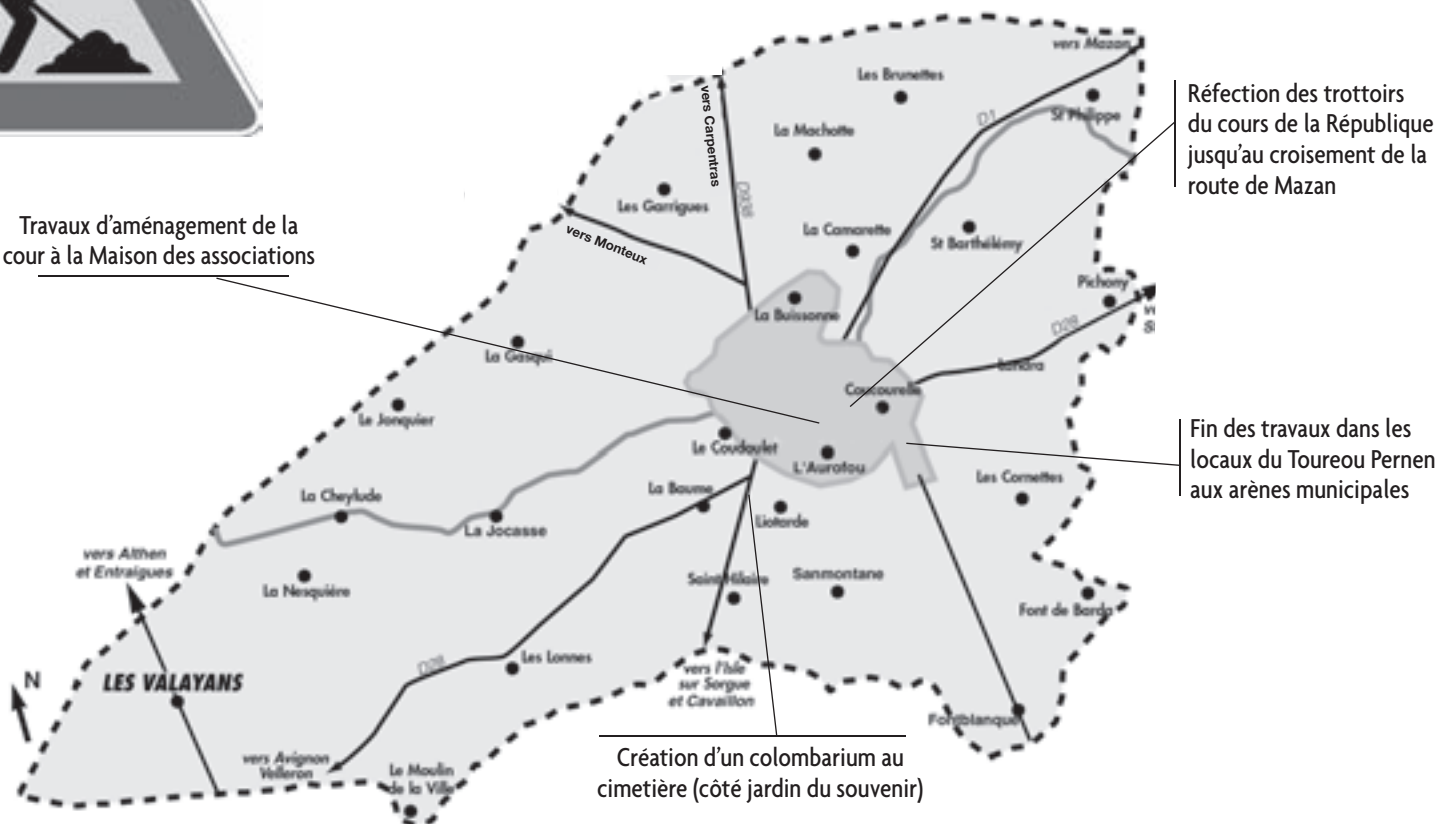 Travaux d'aménagement de la
cour à la Maison des associations
Réfection des trottoirs
du cours de la République
jusqu'au croisement de la
route de Mazan
Fin des travaux dans les
locaux du Toureou Pernen
aux arènes municipales
Création d'un colombarium au
cimetière (côté jardin du souvenir)
vers Mazan
Les Brunettes
St Philippe
D1
La Machotte
vers Carpentras
D938
Les Garrigues
vers Monteux
La Camarette
St Barthélémy
Pichony
D28
La Buissonne
La Gasqui
Coucourelle
Le Jonquier
Le Coudoulet
L'Auratou
Les Cornettes
La Baume
La Cheylude
La Jocasse
Liotarde
vers Althen
et Entraigues
La Nesquière
Saint Hilaire
Sanmontane
Font de Barda
N
LES VALAYANS
D28
Les Lonnes
vers l'Isle
sur Sorgue
et Cavaillon
Fontblanque
vers Avignon
Velleron
Le Moulin
de la Ville